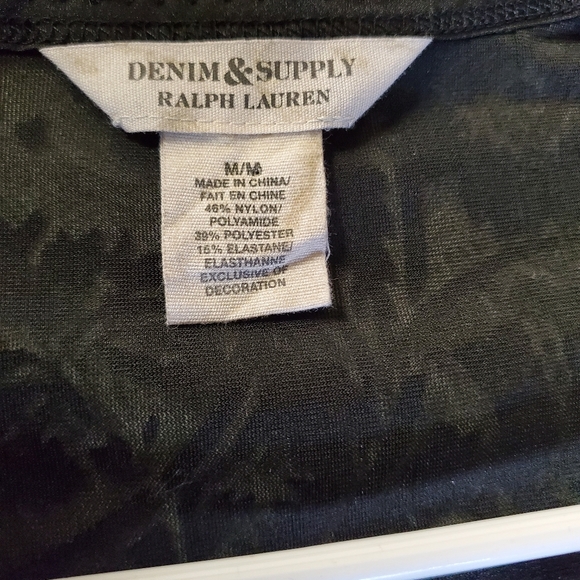 DENIM & SUPPLY
RALPH LAUREN
M/M
MADE IN CHINA/
FAIT EN CHINE
46% NYLON/
POLYAMIDE
39% POLYESTER
15% ELASTANE/
ELASTHANNE
EXCLUSIVE OF
DECORATION